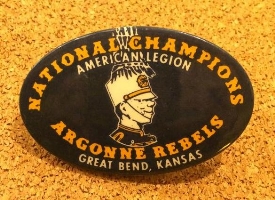 NATIONAL CHAMPIONS
AMERICAN LEGION
ARGONNE REBELS
GREAT BEND, KANSAS